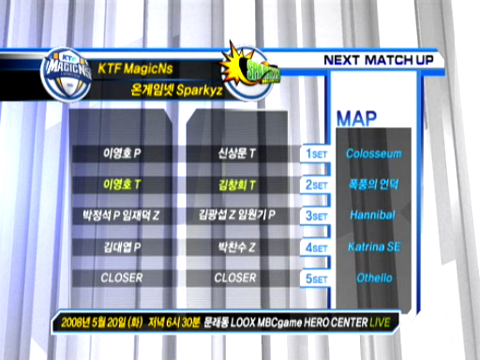 NEXT MATCH UP
KTF MagicNs
온게임넷 Sparkyz
MAP
이영호 P 신상문 T 1SET Colosseum
이영호 T 김창희 T 2SET 폭풍의 언덕
박정석 P 임재덕 Z 김광섭 Z 임원기 P 3SET Hannibal
김대엽 P 박찬수 Z 4SET Katrina SE
CLOSER CLOSER 5SET Othello
2008년 5월 20일 (화) 저녁 6시 30분 문래동 LOOX MBCgame HERO CENTER LIVE